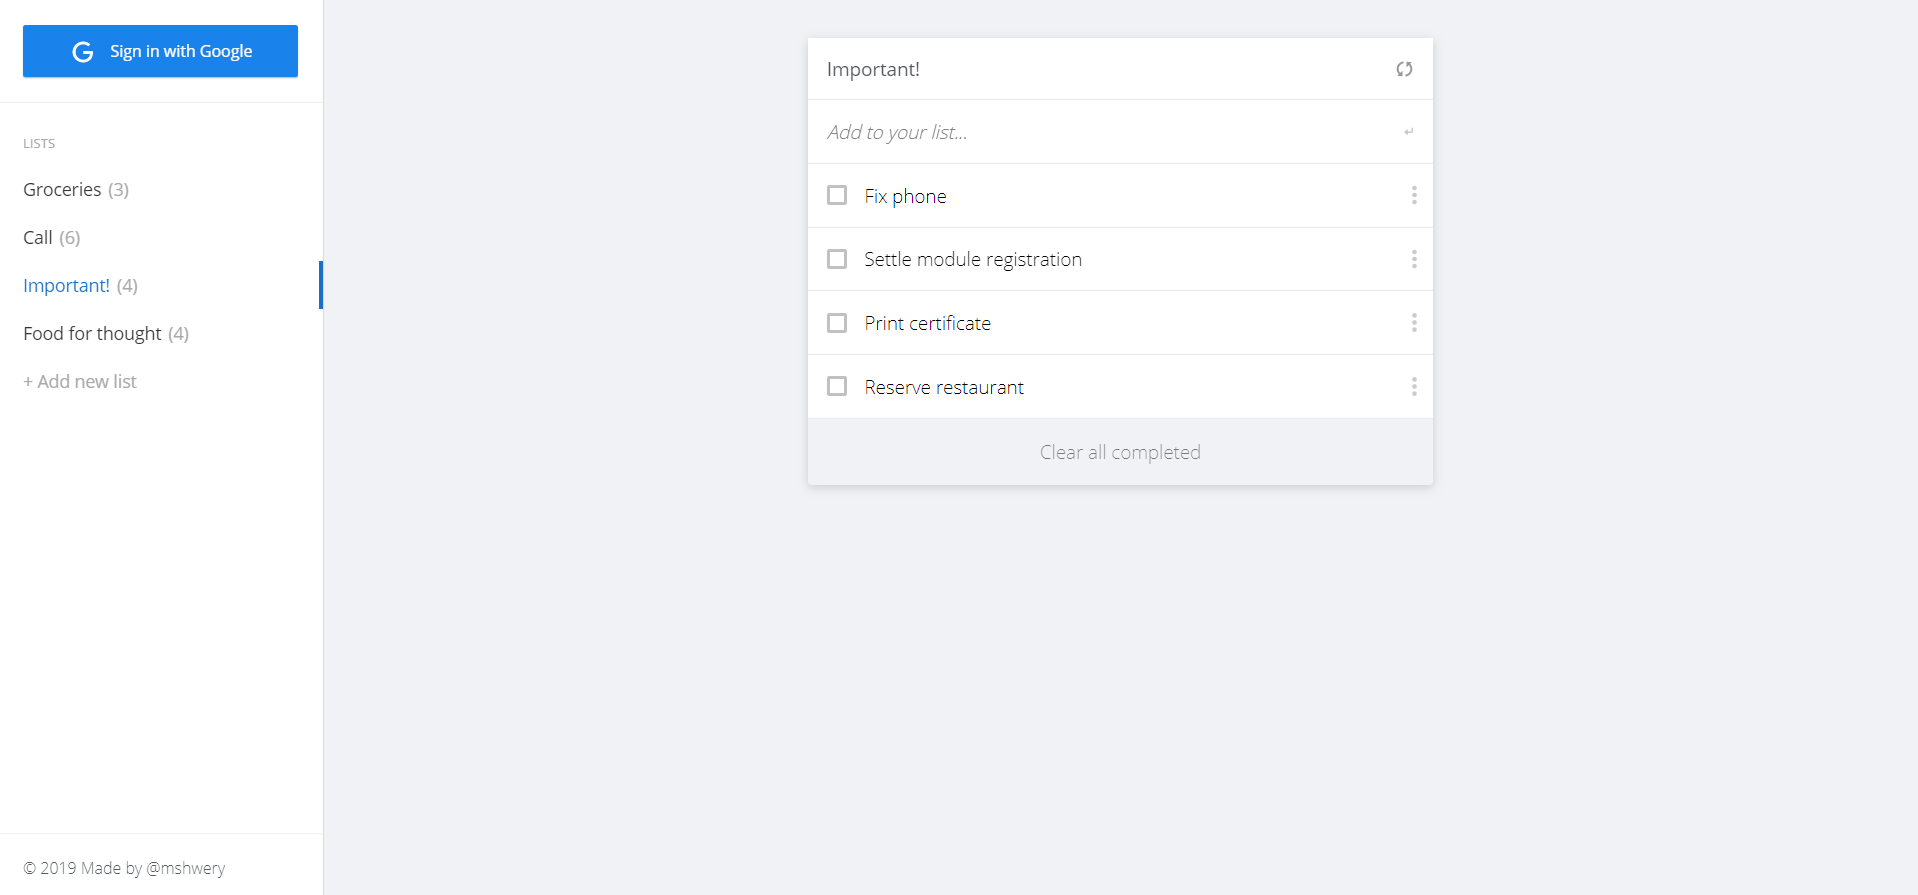 Sign in with Google
LISTS
Groceries (3)
Call (6)
Important! (4)
Food for thought (4)
+ Add new list
© 2019 Made by @mshwery
Important!
Add to your list...
Fix phone
Settle module registration
Print certificate
Reserve restaurant
Clear all completed